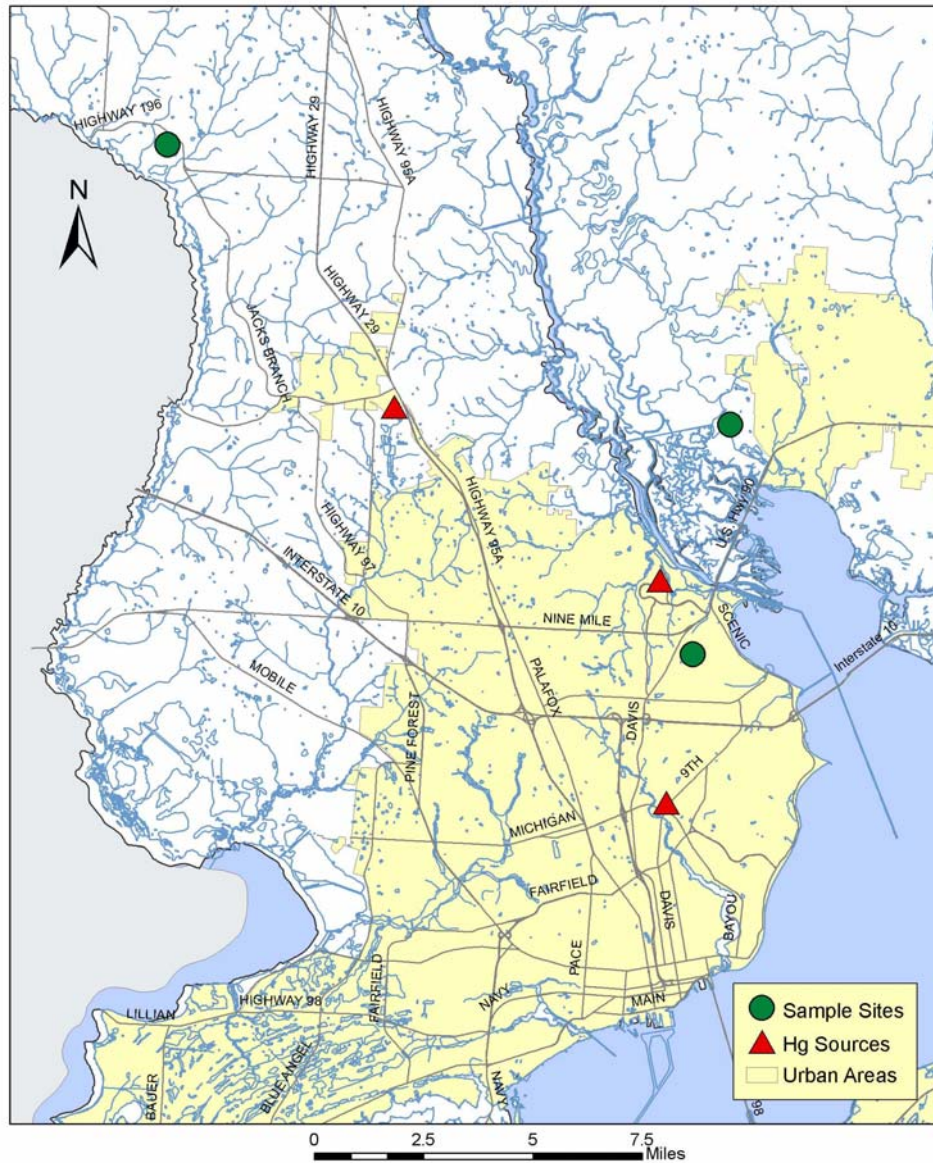 HIGHWAY 196
HIGHWAY 29
HIGHWAY 95A
N
HIGHWAY 29
JACKS BRANCH
HIGHWAY 95A
U.S. Hwy 90
HIGHWAY 97
INTERSTATE 10
NINE MILE
SCENIC
Interstate 10
MOBILE
PALAFOX
PINE FOREST
DAVIS
9TH
MICHIGAN
FAIRFIELD
DAVIS
BAYOU
PACE
FAIRFIELD
NAVY
MAIN
HIGHWAY 98
LILLIAN
BLUE ANGEL
BAUER
NAVY
98
Sample Sites
Hg Sources
Urban Areas
0 2.5 5 7.5
Miles